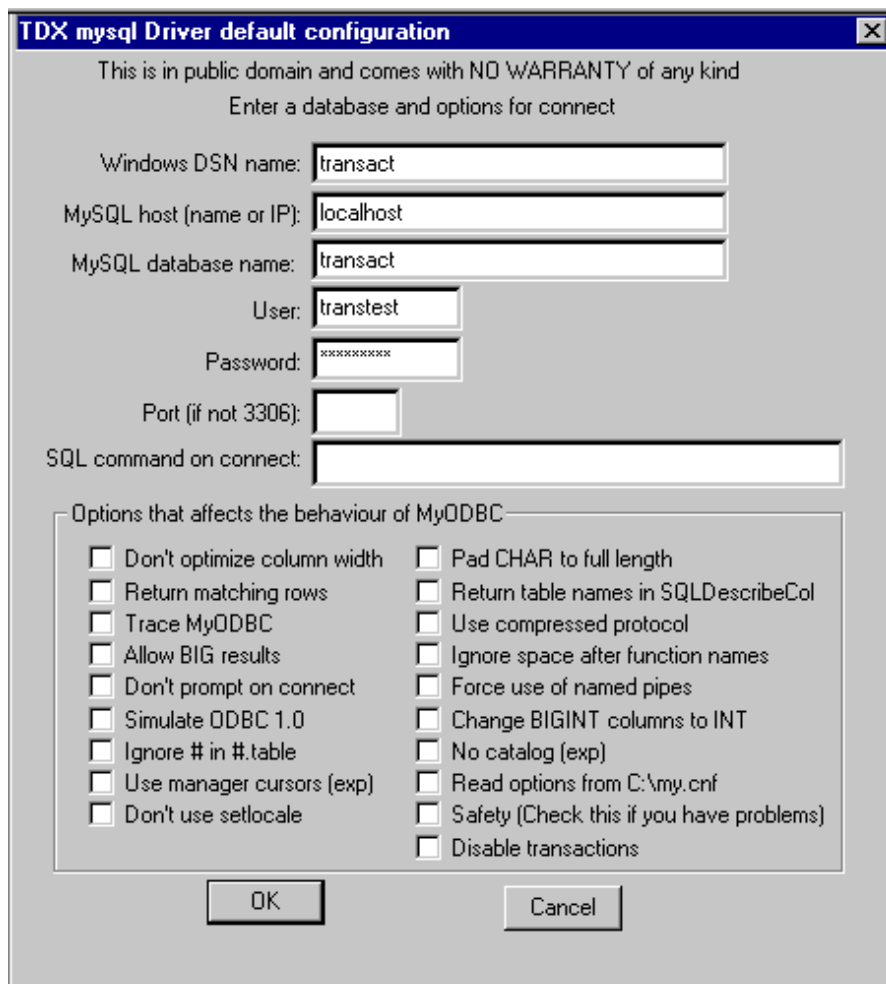 TDX mysql Driver default configuration
This is in public domain and comes with NO WARRANTY of any kind
Enter a database and options for connect
Windows DSN name: transact
MySQL host (name or IP): localhost
MySQL database name: transact
User: transtest
Password: *********
Port (if not 3306):
SQL command on connect:
Options that affects the behaviour of MyODBC
Don't optimize column width
Return matching rows
Trace MyODBC
Allow BIG results
Don't prompt on connect
Simulate ODBC 1.0
Ignore # in #.table
Use manager cursors (exp)
Don't use setlocale
Pad CHAR to full length
Return table names in SQLDescribeCol
Use compressed protocol
Ignore space after function names
Force use of named pipes
Change BIGINT columns to INT
No catalog (exp)
Read options from C:\my.cnf
Safety (Check this if you have problems)
Disable transactions
OK
Cancel